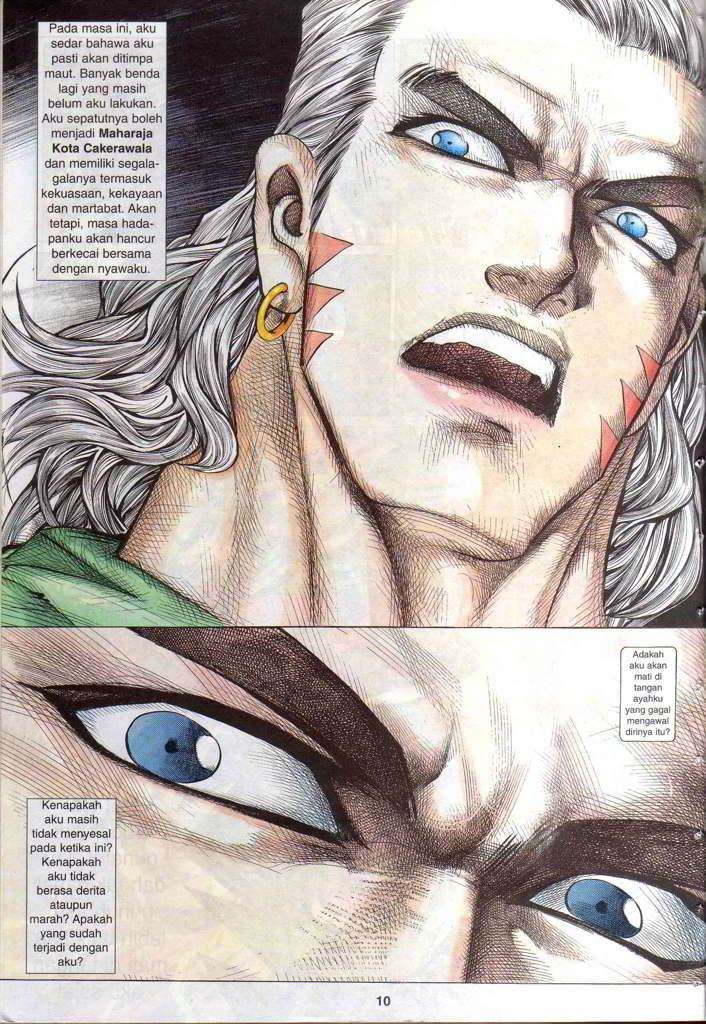 Pada masa ini, aku
sedar bahawa aku
pasti akan ditimpa
maut. Banyak benda
lagi yang masih
belum aku lakukan.
Aku sepatutnya boleh
menjadi Maharaja
Kota Cakerawala
dan memiliki segala-
galanya termasuk
kekuasaan, kekayaan
dan martabat. Akan
tetapi, masa hada-
panku akan hancur
berkecai bersama
dengan nyawaku.
Adakah
aku akan
mati di
tangan
ayahku
yang gagal
mengawal
dirinya itu?
Kenapakah
aku masih
tidak menyesal
pada ketika ini?
Kenapakah
aku tidak
berasa derita
ataupun
marah? Apakah
yang sudah
terjadi dengan
aku?
10